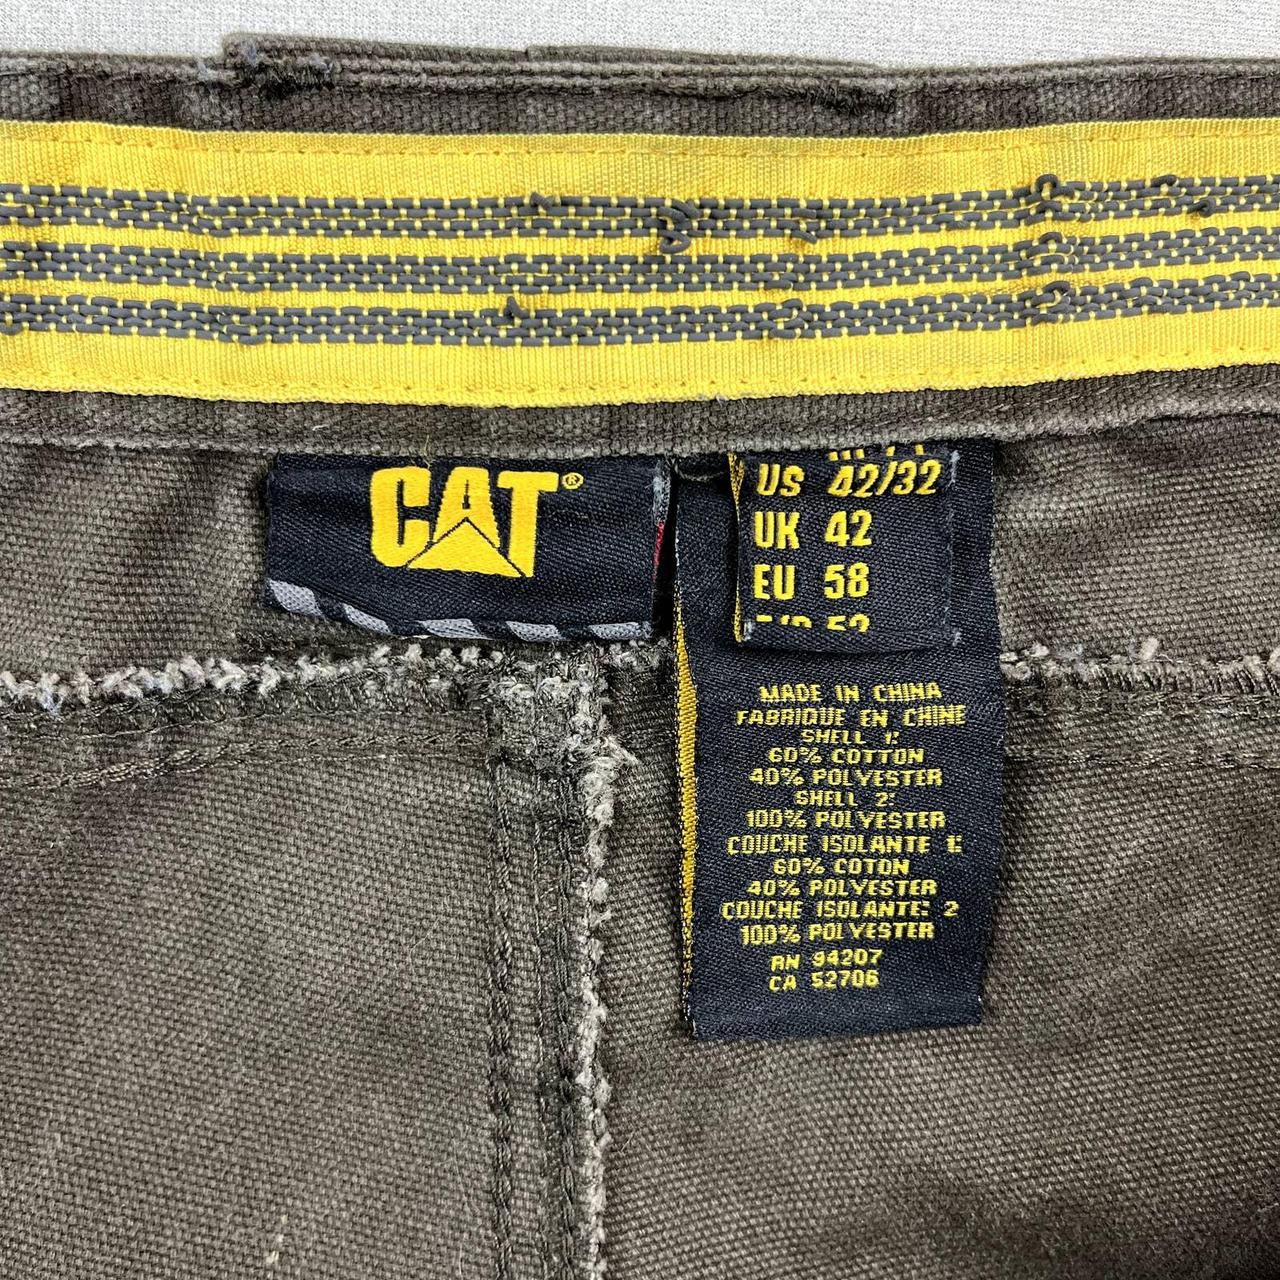 CAT®
US 42/32
UK 42
EU 58
MADE IN CHINA
FABRIQUE EN CHINE
SHELL 1:
60% COTTON
40% POLYESTER
SHELL 2:
100% POLYESTER
COUCHE ISOLANTE 1:
60% COTON
40% POLYESTER
COUCHE ISOLANTE: 2
100% POLYESTER
RN 94207
CA 52706